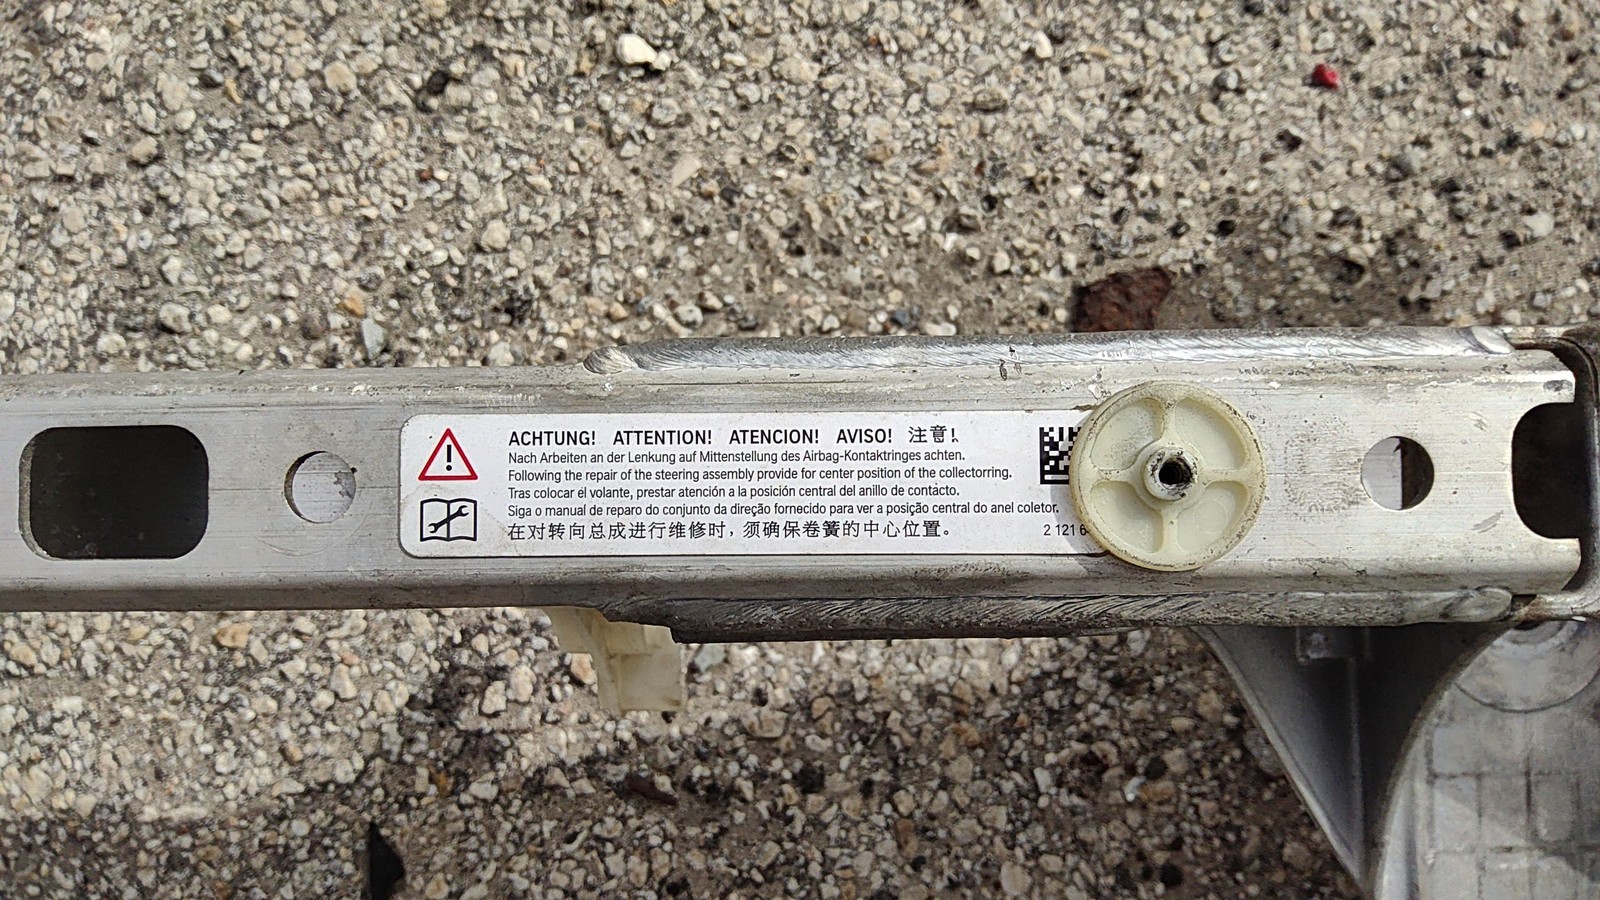 ACHTUNG! ATTENTION! ATENCION! AVISO! 注意!
Nach Arbeiten an der Lenkung auf Mittenstellung des Airbag-Kontaktringes achten.
Following the repair of the steering assembly provide for center position of the collectorring.
Tras colocar el volante, prestar atención a la posición central del anillo de contacto.
Siga o manual de reparo do conjunto da direção fornecido para ver a posição central do anel coletor.
在对转向总成进行维修时，须确保卷簧的中心位置。
2 121 6